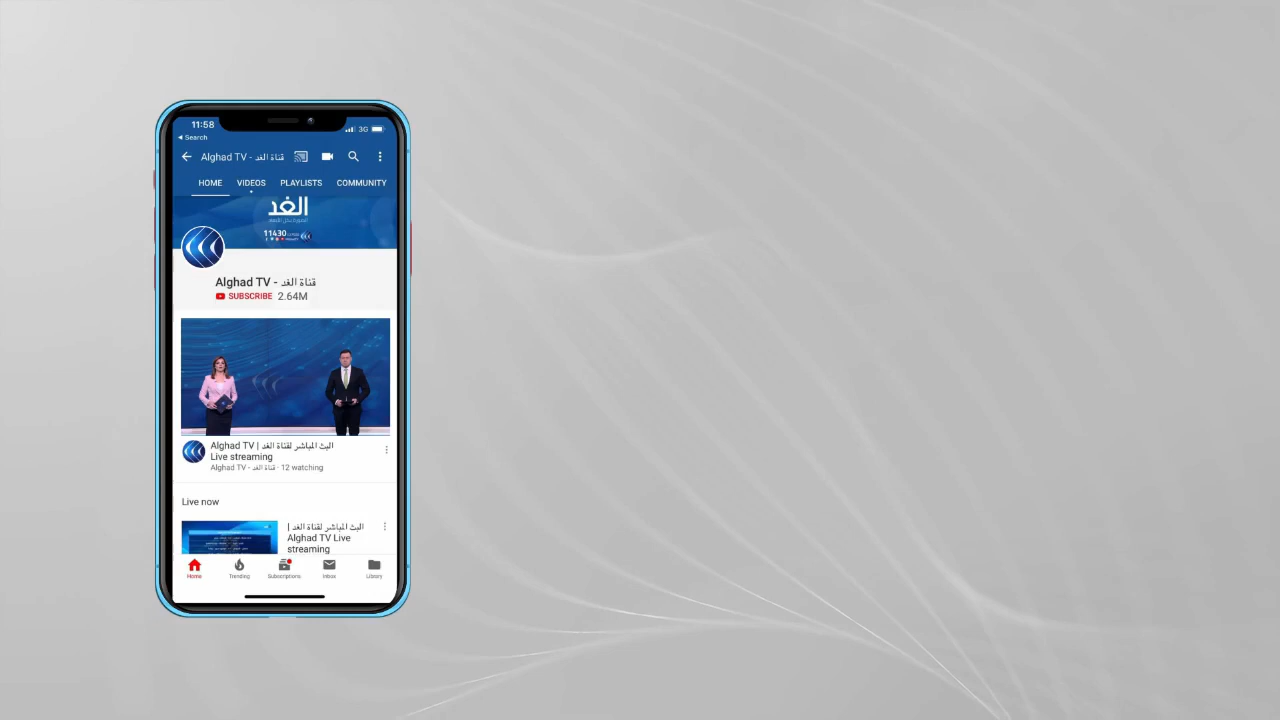 11:58
3G
◀ Search
Alghad TV - قناة الغد
HOME VIDEOS PLAYLISTS COMMUNITY
الغد
11430
Alghad TV - قناة الغد
SUBSCRIBE 2.64M
Alghad TV | البث المباشر لقناة الغد
Live streaming
Alghad TV - قناة الغد · 12 watching
Live now
البث المباشر لقناة الغد |
Alghad TV Live
streaming
Home Trending Subscriptions Inbox Library